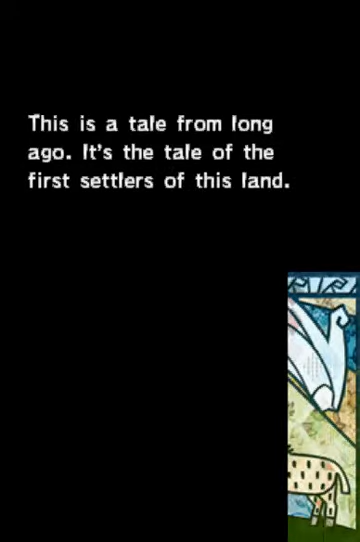 This is a tale from long
ago. It's the tale of the
first settlers of this land.